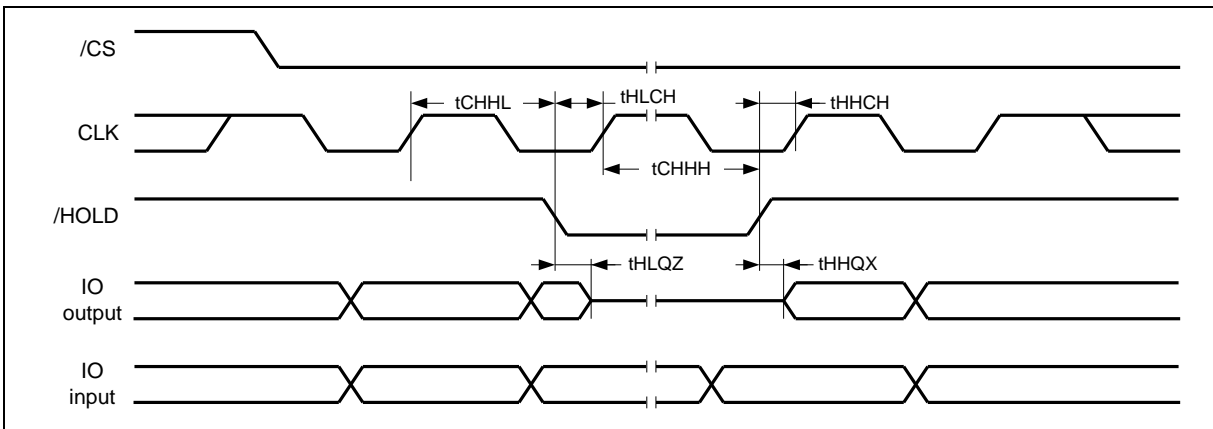 /CS
tCHHL
tHLCH
tHHCH
CLK
tCHHH
/HOLD
tHLQZ
tHHQX
IO
output
IO
input